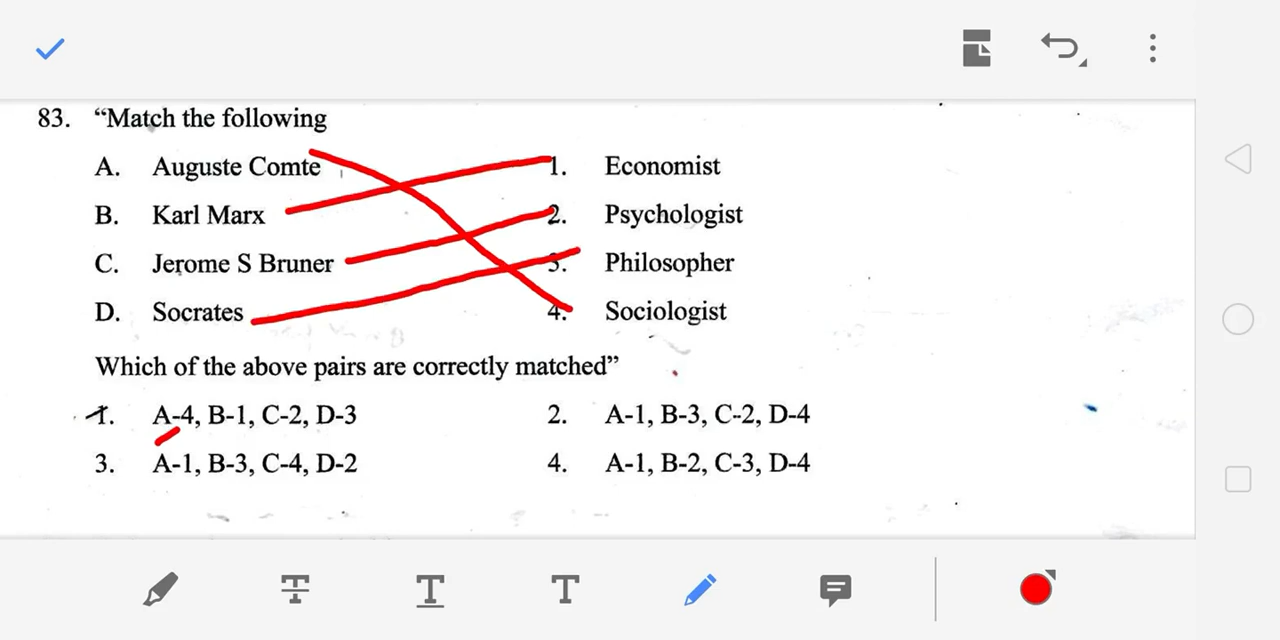 83. “Match the following
A. Auguste Comte 1. Economist
B. Karl Marx 2. Psychologist
C. Jerome S Bruner 3. Philosopher
D. Socrates 4. Sociologist
Which of the above pairs are correctly matched”
1. A-4, B-1, C-2, D-3 2. A-1, B-3, C-2, D-4
3. A-1, B-3, C-4, D-2 4. A-1, B-2, C-3, D-4
T T T